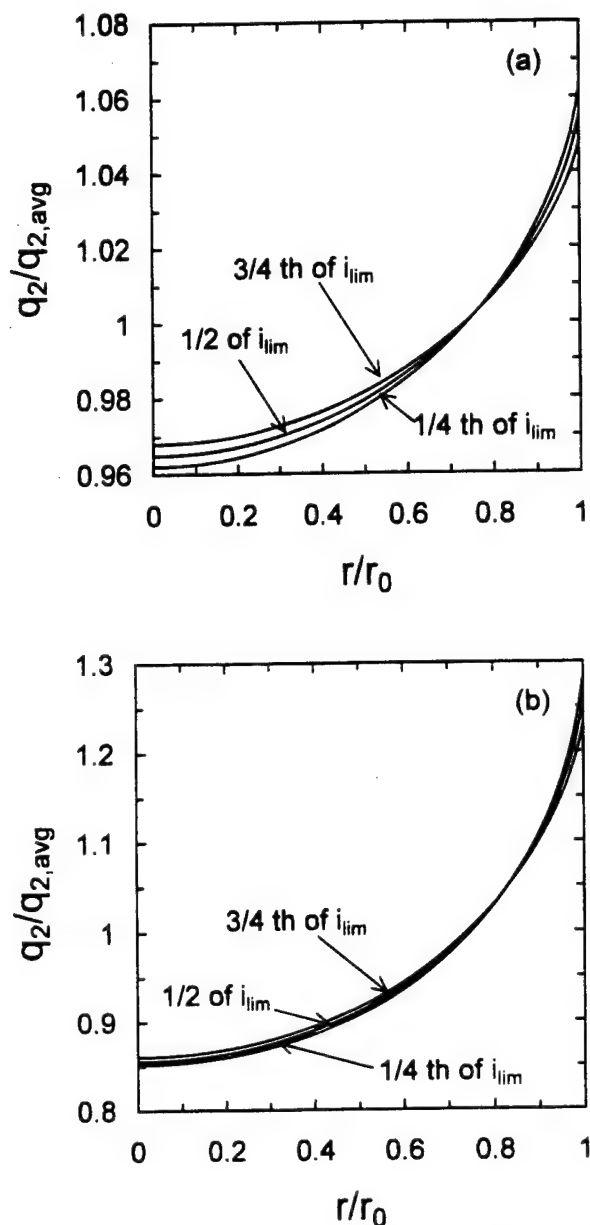 (a)
1.08
1.06
1.04
1.02
1
0.98
0.96
q2/q2,avg
3/4 th of ilim
1/2 of ilim
1/4 th of ilim
0 0.2 0.4 0.6 0.8 1
r/r0
(b)
1.3
1.2
1.1
1
0.9
0.8
q2/q2,avg
3/4 th of ilim
1/2 of ilim
1/4 th of ilim
0 0.2 0.4 0.6 0.8 1
r/r0